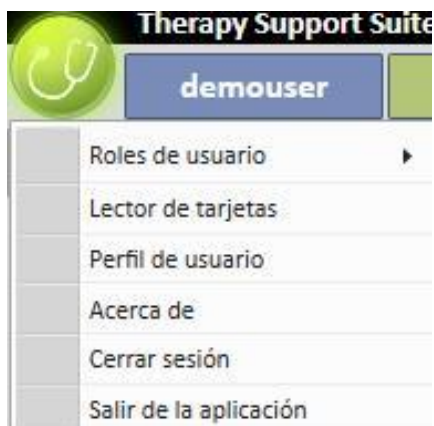 Therapy Support Suite
demouser
Roles de usuario
Lector de tarjetas
Perfil de usuario
Acerca de
Cerrar sesión
Salir de la aplicación